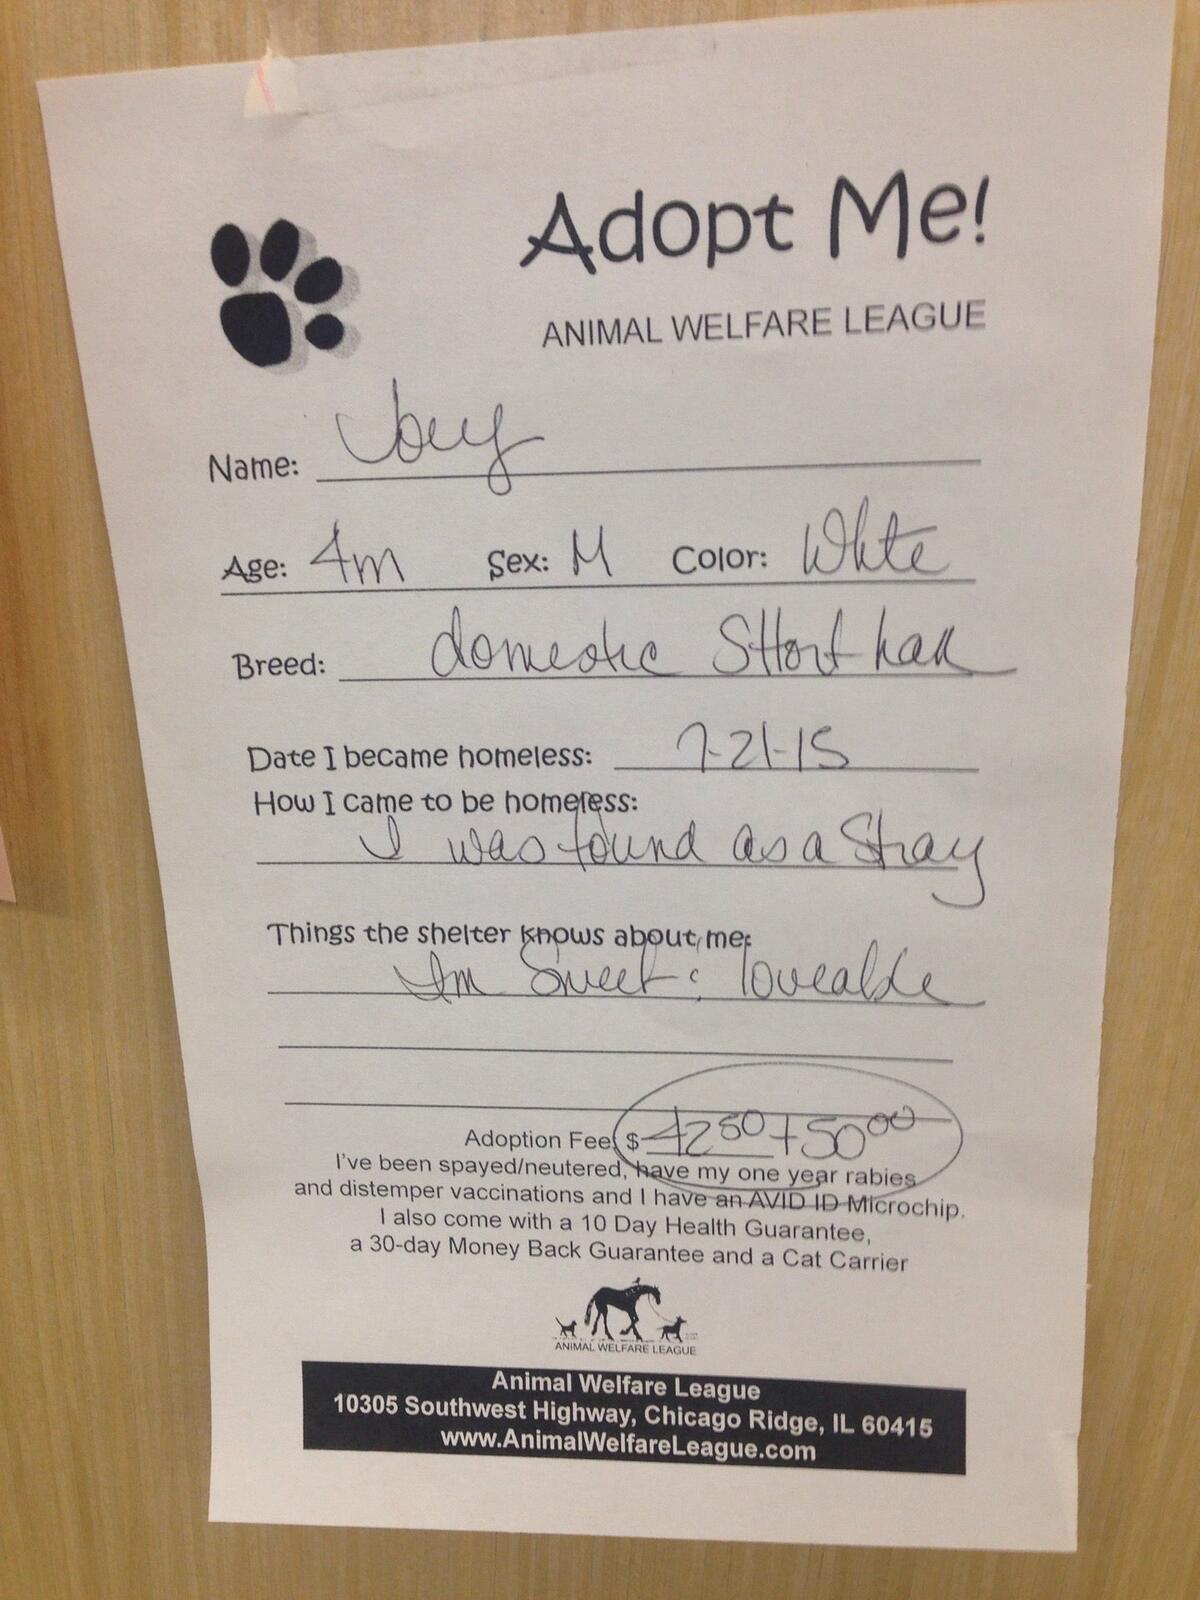 Adopt Me!
ANIMAL WELFARE LEAGUE
Name: Joey
Age: 4m Sex: M Color: White
Breed: domestic SHort hair
Date I became homeless: 7-21-15
How I came to be homeless:
I was found as a Stray
Things the shelter knows about me:
Im Sweet & loveable
Adoption Fee $ 42.50 + 50.00
I've been spayed/neutered, have my one year rabies
and distemper vaccinations and I have an AVID ID Microchip.
I also come with a 10 Day Health Guarantee,
a 30-day Money Back Guarantee and a Cat Carrier
ANIMAL WELFARE LEAGUE
Animal Welfare League
10305 Southwest Highway, Chicago Ridge, IL 60415
www.AnimalWelfareLeague.com